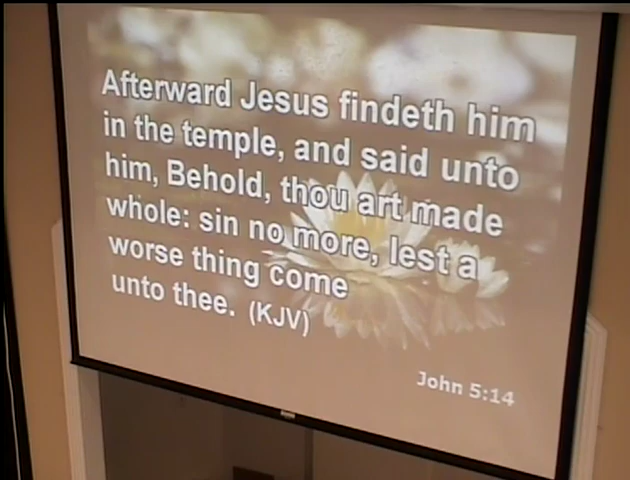 Afterward Jesus findeth him
in the temple, and said unto
him, Behold, thou art made
whole: sin no more, lest a
worse thing come
unto thee. (KJV)
John 5:14